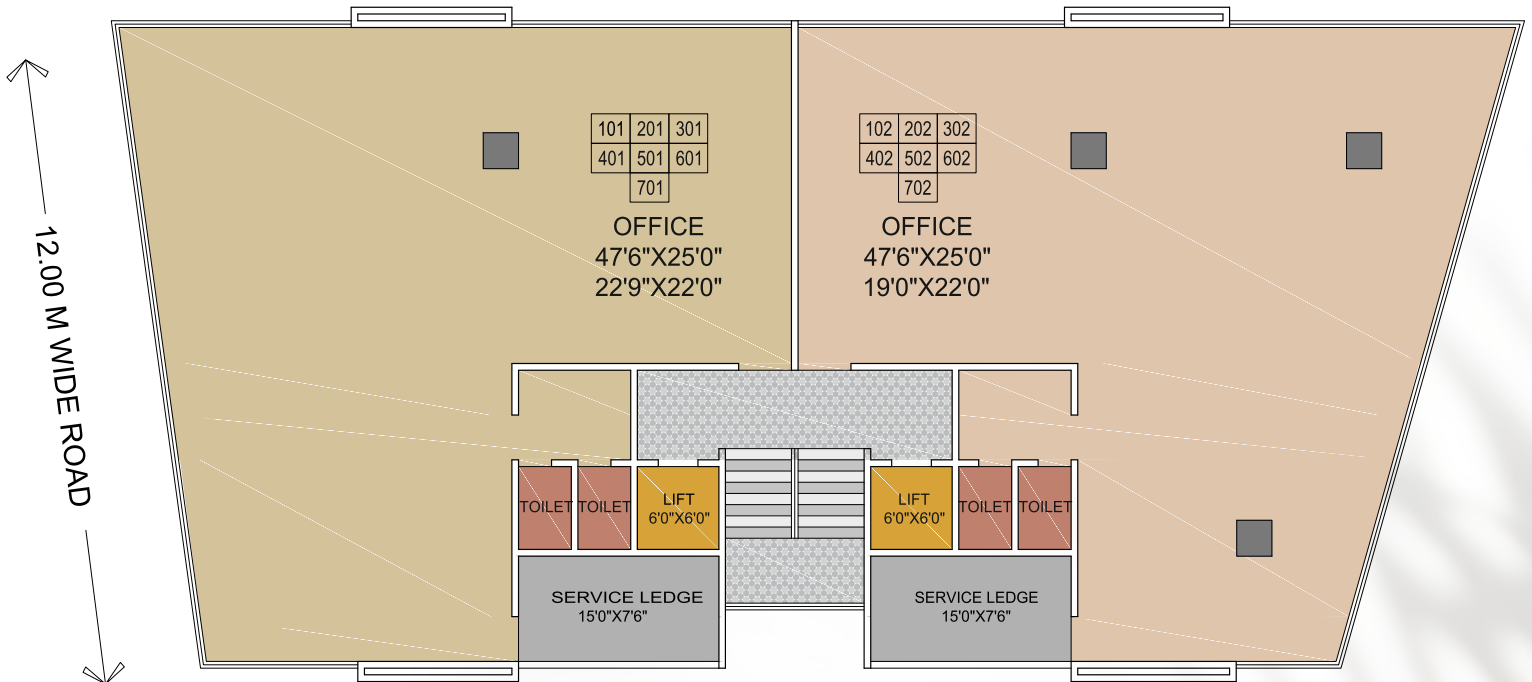 12.00 M WIDE ROAD
101 201 301
401 501 601
701
OFFICE
47'6"X25'0"
22'9"X22'0"
102 202 302
402 502 602
702
OFFICE
47'6"X25'0"
19'0"X22'0"
TOILET
TOILET
LIFT
6'0"X6'0"
LIFT
6'0"X6'0"
TOILET
TOILET
SERVICE LEDGE
15'0"X7'6"
SERVICE LEDGE
15'0"X7'6"